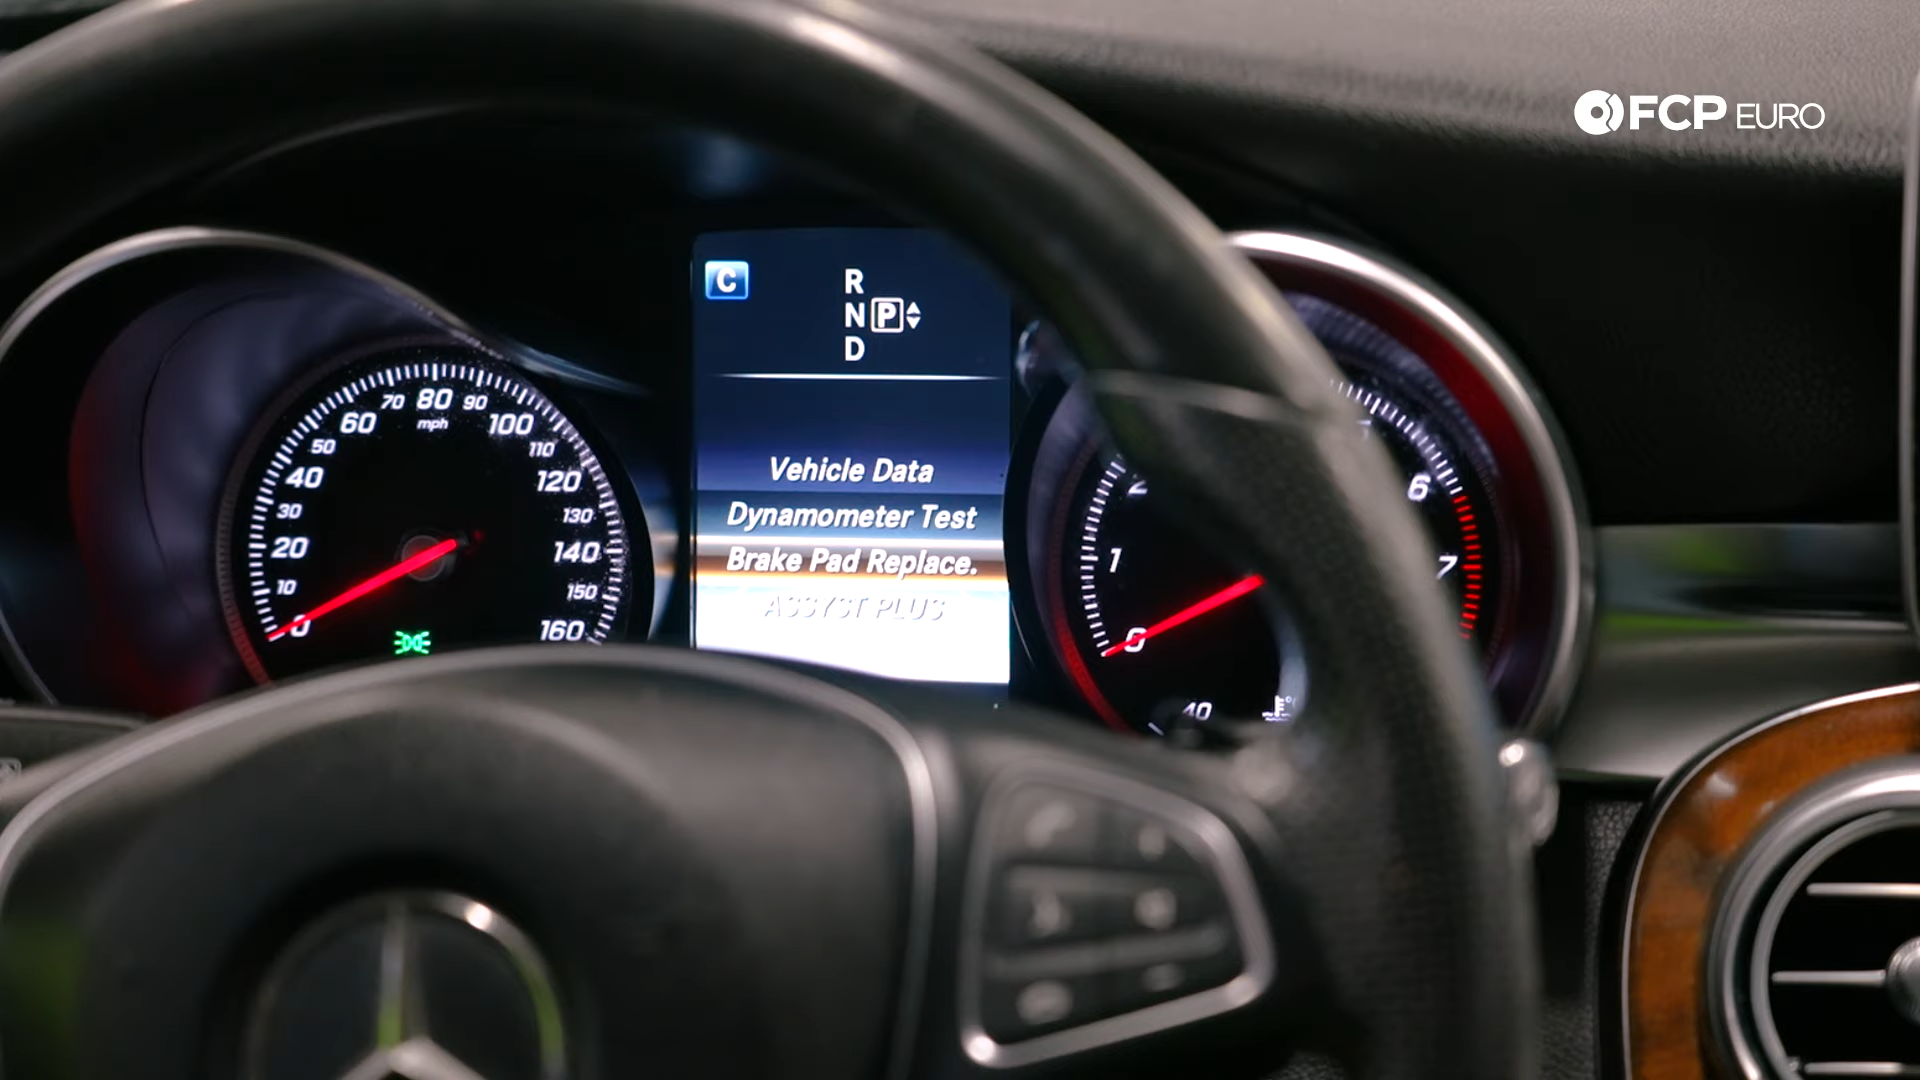 FCP EURO
C
R
N P
D
Vehicle Data
Dynamometer Test
Brake Pad Replace.
ASSYST PLUS
0
10
20
30
40
50
60
70
80
90
100
110
120
130
140
150
160
mph
0
1
2
6
7
40